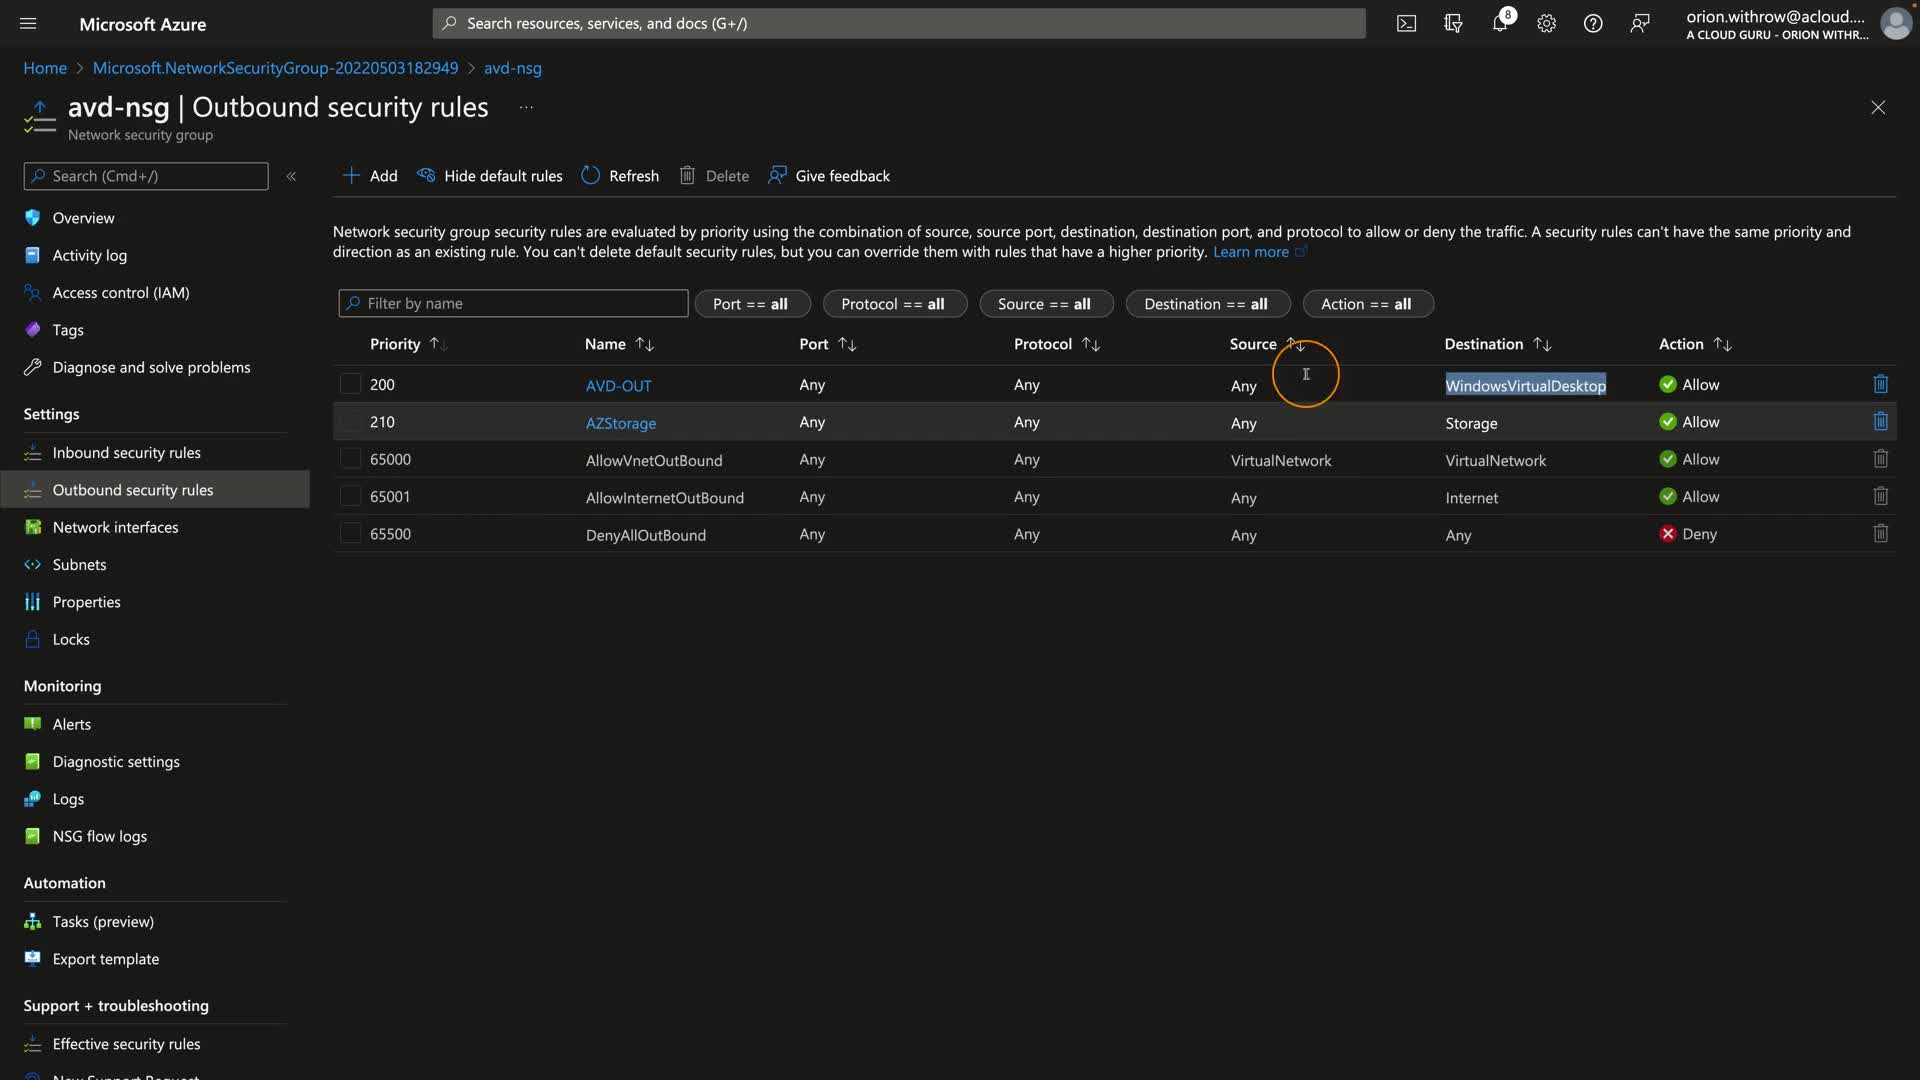 Microsoft Azure
Search resources, services, and docs (G+/)
8
orion.withrow@acloud....
A CLOUD GURU - ORION WITHR...
Home > Microsoft.NetworkSecurityGroup-20220503182949 > avd-nsg
avd-nsg | Outbound security rules ...
Network security group
Search (Cmd+/)
«
Add
Hide default rules
Refresh
Delete
Give feedback
Overview
Activity log
Access control (IAM)
Tags
Diagnose and solve problems
Settings
Inbound security rules
Outbound security rules
Network interfaces
Subnets
Properties
Locks
Monitoring
Alerts
Diagnostic settings
Logs
NSG flow logs
Automation
Tasks (preview)
Export template
Support + troubleshooting
Effective security rules
New Support Request
Network security group security rules are evaluated by priority using the combination of source, source port, destination, destination port, and protocol to allow or deny the traffic. A security rules can't have the same priority and
direction as an existing rule. You can't delete default security rules, but you can override them with rules that have a higher priority. Learn more
Filter by name
Port == all
Protocol == all
Source == all
Destination == all
Action == all
Priority ↑↓ Name ↑↓ Port ↑↓ Protocol ↑↓ Source ↑↓ Destination ↑↓ Action ↑↓
200 AVD-OUT Any Any Any WindowsVirtualDesktop Allow
210 AZStorage Any Any Any Storage Allow
65000 AllowVnetOutBound Any Any VirtualNetwork VirtualNetwork Allow
65001 AllowInternetOutBound Any Any Any Internet Allow
65500 DenyAllOutBound Any Any Any Any Deny